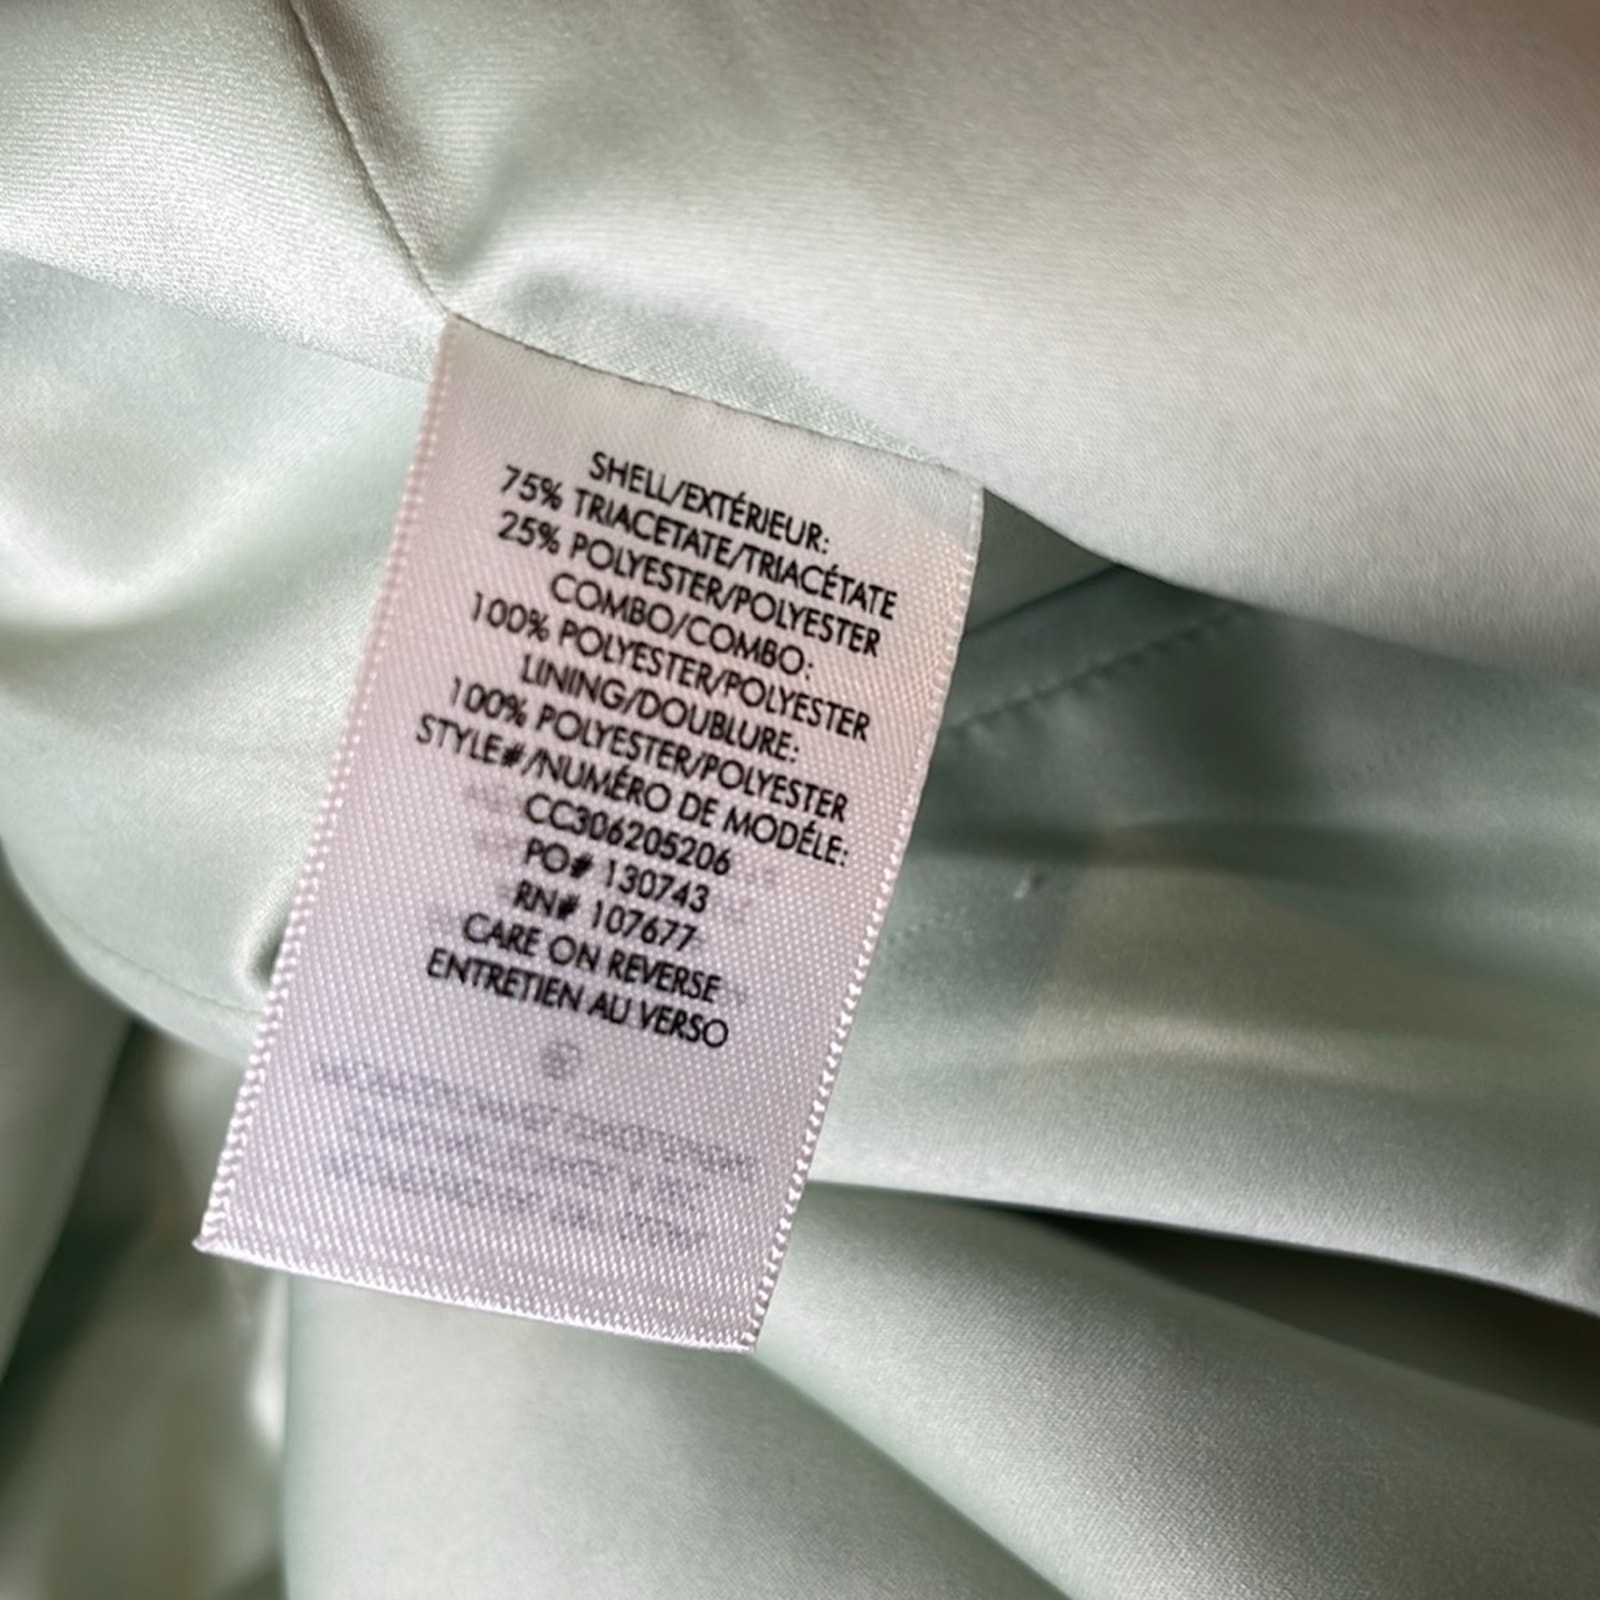 SHELL/EXTÉRIEUR:
75% TRIACETATE/TRIACÉTATE
25% POLYESTER/POLYESTER
COMBO/COMBO:
100% POLYESTER/POLYESTER
LINING/DOUBLURE:
100% POLYESTER/POLYESTER
STYLE#/NUMÉRO DE MODÉLE:
CC306205206
PO# 130743
RN# 107677
CARE ON REVERSE
ENTRETIEN AU VERSO